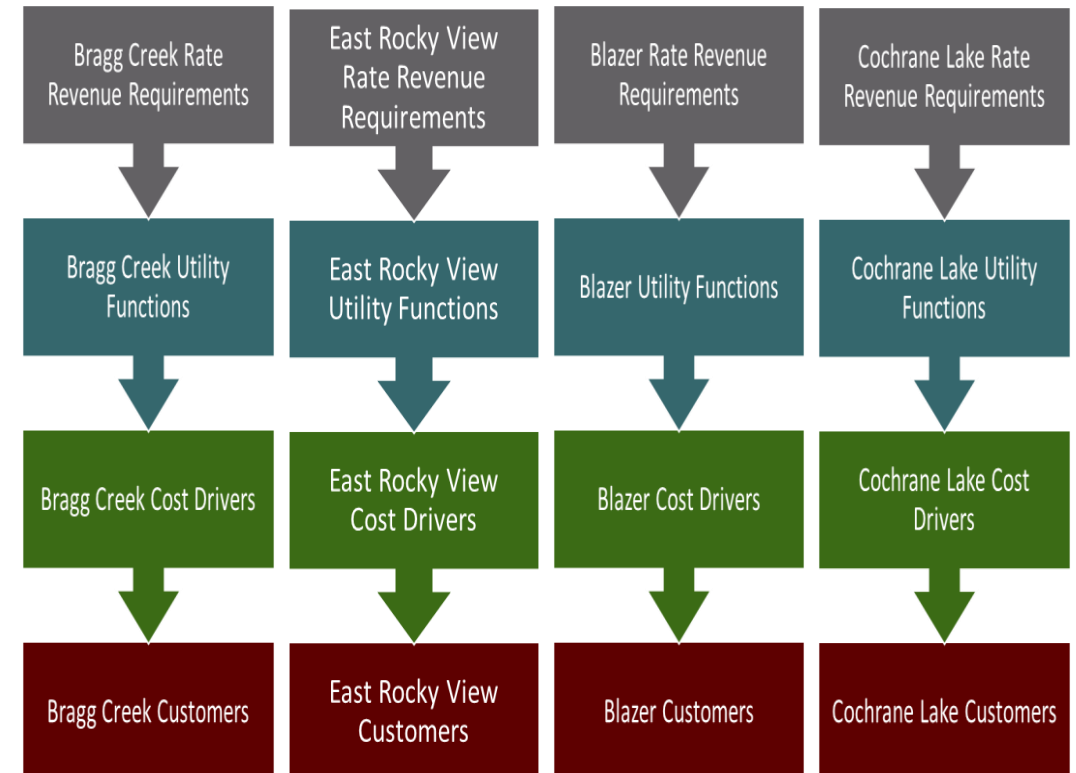 Bragg Creek Rate
Revenue Requirements
East Rocky View
Rate Revenue
Requirements
Blazer Rate Revenue
Requirements
Cochrane Lake Rate
Revenue Requirements
Bragg Creek Utility
Functions
East Rocky View
Utility Functions
Blazer Utility Functions
Cochrane Lake Utility
Functions
Bragg Creek Cost Drivers
East Rocky View
Cost Drivers
Blazer Cost Drivers
Cochrane Lake Cost
Drivers
Bragg Creek Customers
East Rocky View
Customers
Blazer Customers
Cochrane Lake Customers